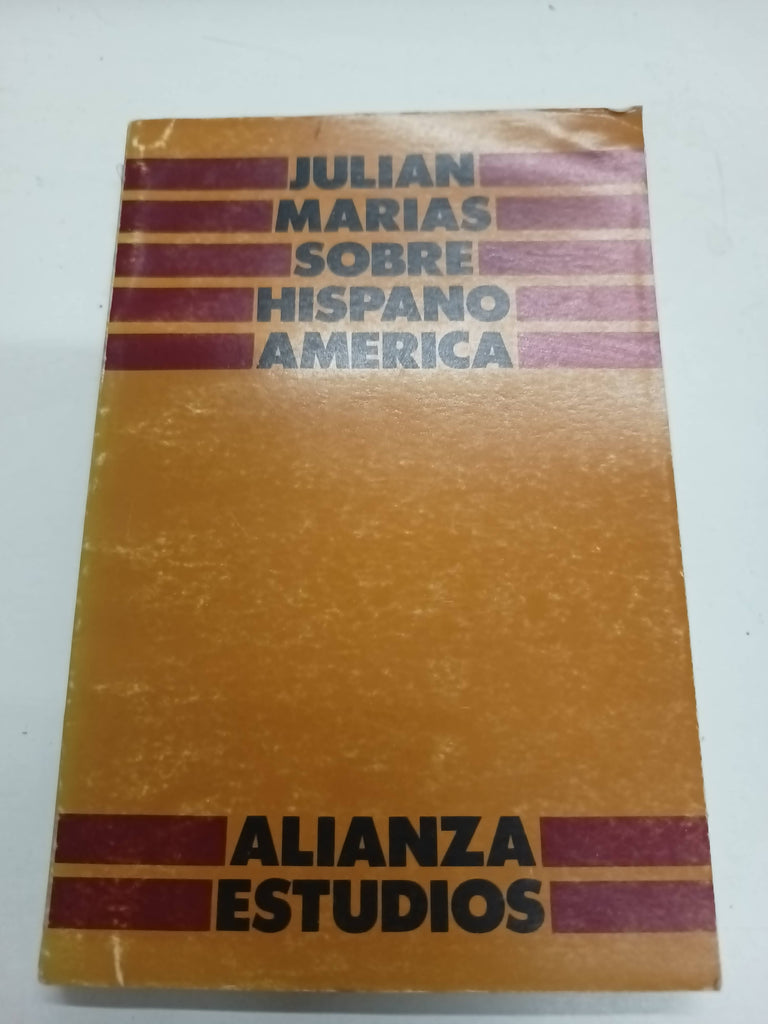 JULIAN
MARIAS
SOBRE
HISPANO
AMERICA
ALIANZA
ESTUDIOS